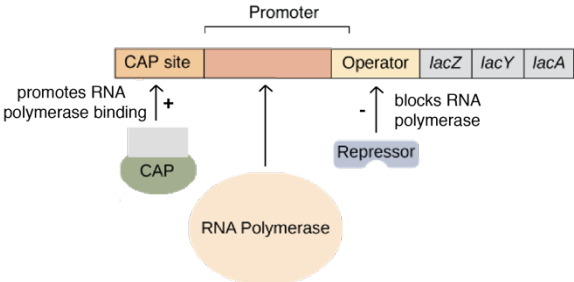 Promoter
CAP site
Operator
lacZ
lacY
lacA
promotes RNA
polymerase binding
+
-
blocks RNA
polymerase
CAP
Repressor
RNA Polymerase